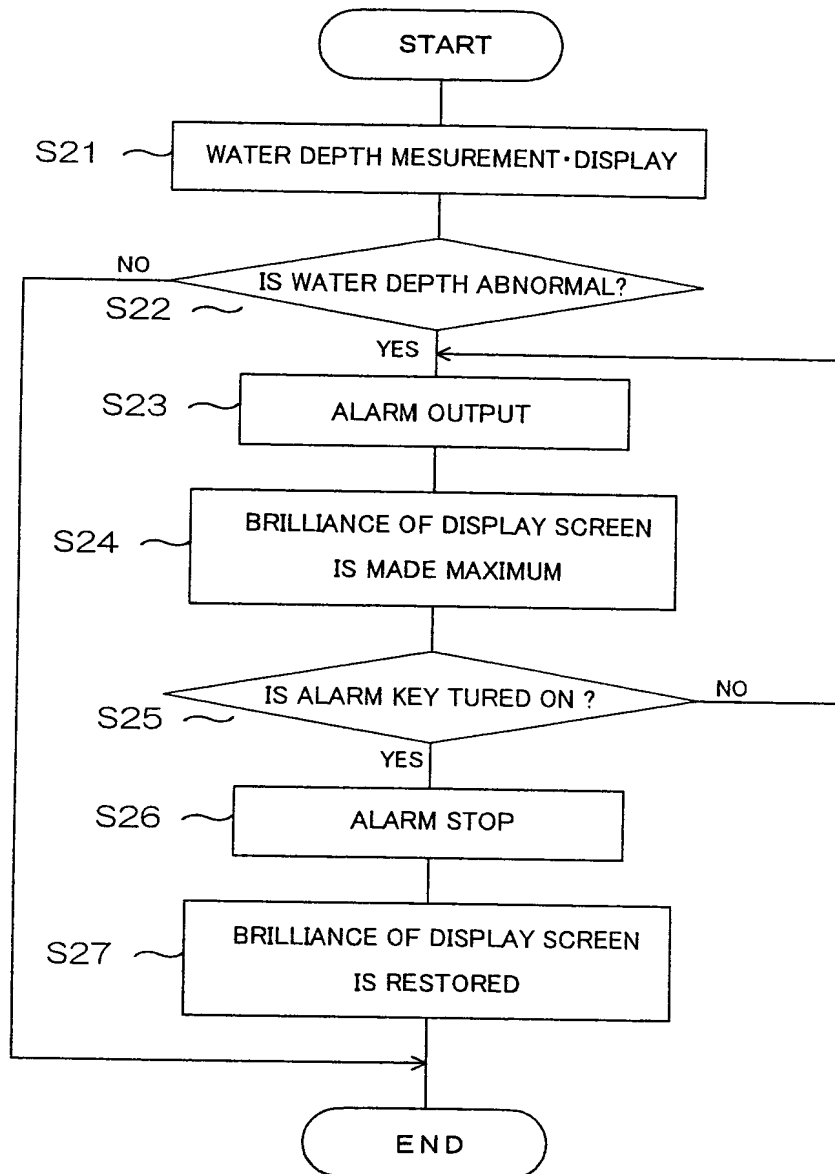 START
S21
WATER DEPTH MESUREMENT・DISPLAY
NO
IS WATER DEPTH ABNORMAL?
S22
YES
S23
ALARM OUTPUT
S24
BRILLIANCE OF DISPLAY SCREEN
IS MADE MAXIMUM
IS ALARM KEY TURED ON ?
NO
S25
YES
S26
ALARM STOP
S27
BRILLIANCE OF DISPLAY SCREEN
IS RESTORED
END